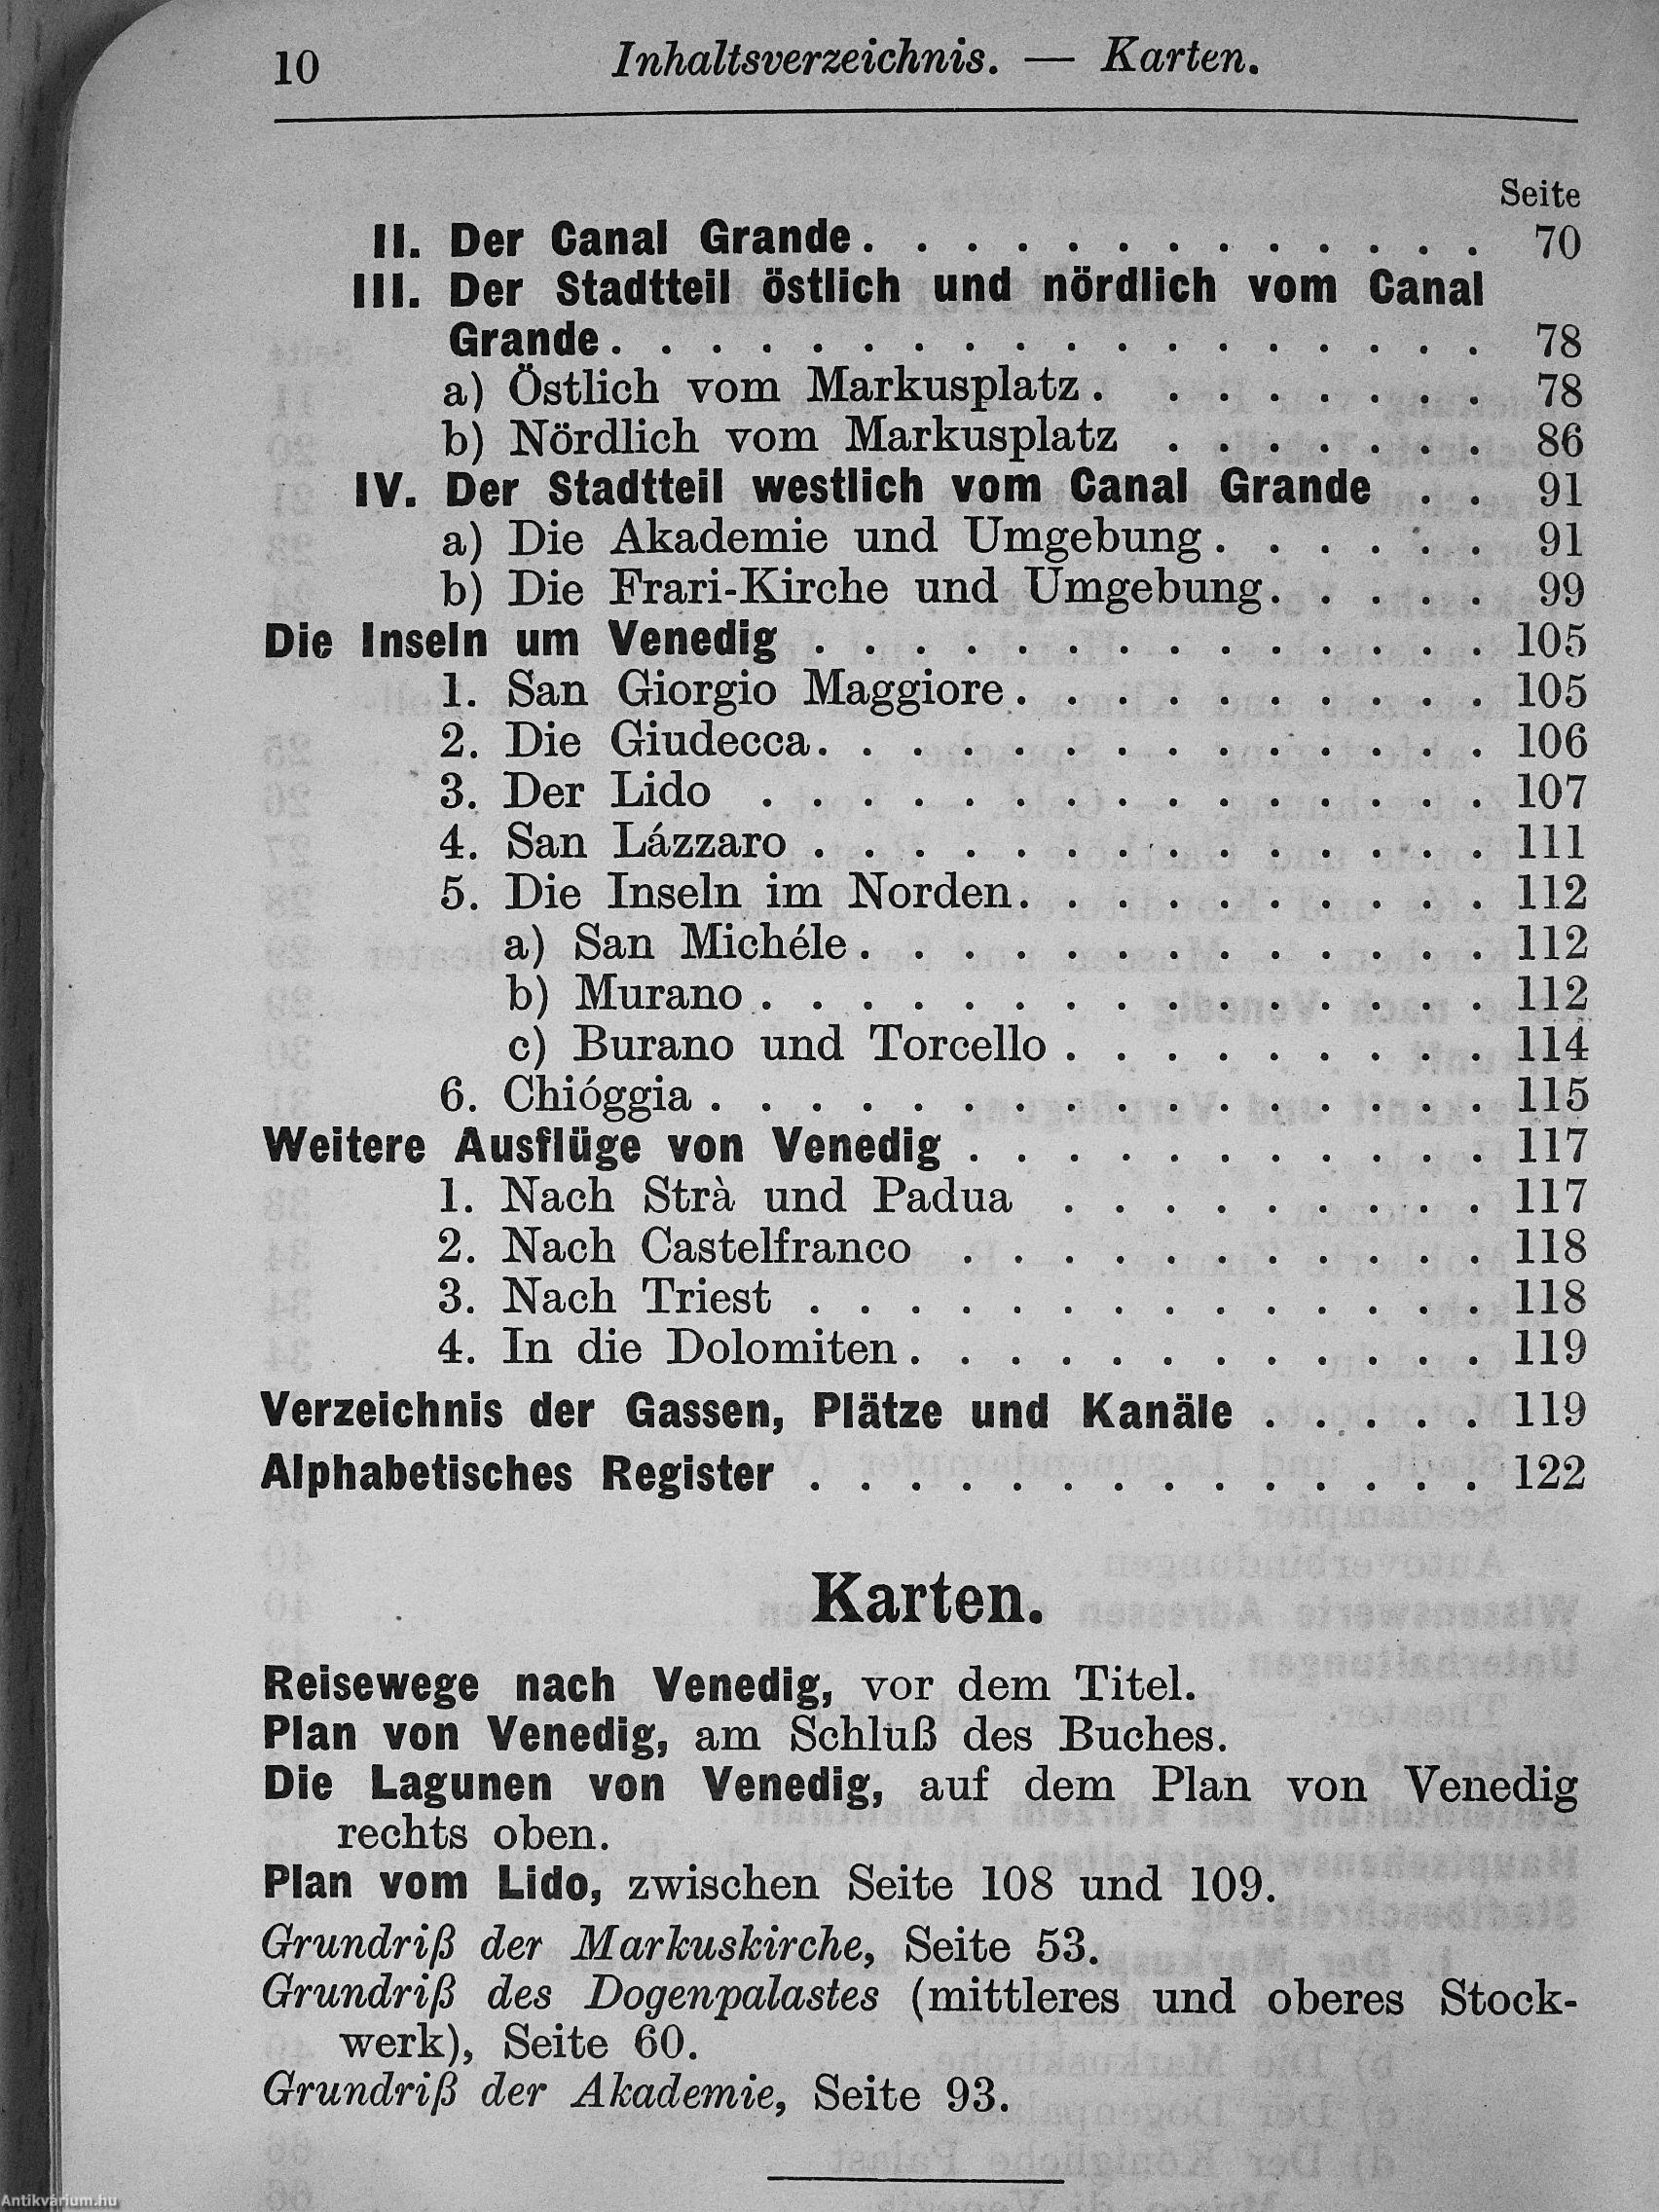 10 Inhaltsverzeichnis. — Karten.
Seite
II. Der Canal Grande . . . . . . . . . . . . . 70
III. Der Stadtteil östlich und nördlich vom Canal
Grande . . . . . . . . . . . . . . . . . . 78
a) Östlich vom Markusplatz . . . . . . . . 78
b) Nördlich vom Markusplatz . . . . . . . 86
IV. Der Stadtteil westlich vom Canal Grande . . 91
a) Die Akademie und Umgebung . . . . . . 91
b) Die Frari-Kirche und Umgebung . . . . . 99
Die Inseln um Venedig . . . . . . . . . . . . . . 105
1. San Giorgio Maggiore . . . . . . . . . . 105
2. Die Giudecca . . . . . . . . . . . . . . 106
3. Der Lido . . . . . . . . . . . . . . . 107
4. San Lázzaro . . . . . . . . . . . . . . 111
5. Die Inseln im Norden . . . . . . . . . . 112
a) San Michéle . . . . . . . . . . . . . 112
b) Murano . . . . . . . . . . . . . . . 112
c) Burano und Torcello . . . . . . . . . 114
6. Chióggia . . . . . . . . . . . . . . . . 115
Weitere Ausflüge von Venedig . . . . . . . . . . . 117
1. Nach Strà und Padua . . . . . . . . . 117
2. Nach Castelfranco . . . . . . . . . . . 118
3. Nach Triest . . . . . . . . . . . . . . 118
4. In die Dolomiten . . . . . . . . . . . . 119
Verzeichnis der Gassen, Plätze und Kanäle . . . . . 119
Alphabetisches Register . . . . . . . . . . . . . . 122
Karten.
Reisewege nach Venedig, vor dem Titel.
Plan von Venedig, am Schluß des Buches.
Die Lagunen von Venedig, auf dem Plan von Venedig
rechts oben.
Plan vom Lido, zwischen Seite 108 und 109.
Grundriß der Markuskirche, Seite 53.
Grundriß des Dogenpalastes (mittleres und oberes Stock-
werk), Seite 60.
Grundriß der Akademie, Seite 93.
Antikvárium.hu